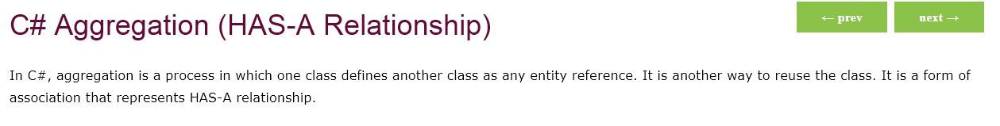 C# Aggregation (HAS-A Relationship)
← prev
next →
In C#, aggregation is a process in which one class defines another class as any entity reference. It is another way to reuse the class. It is a form of
association that represents HAS-A relationship.